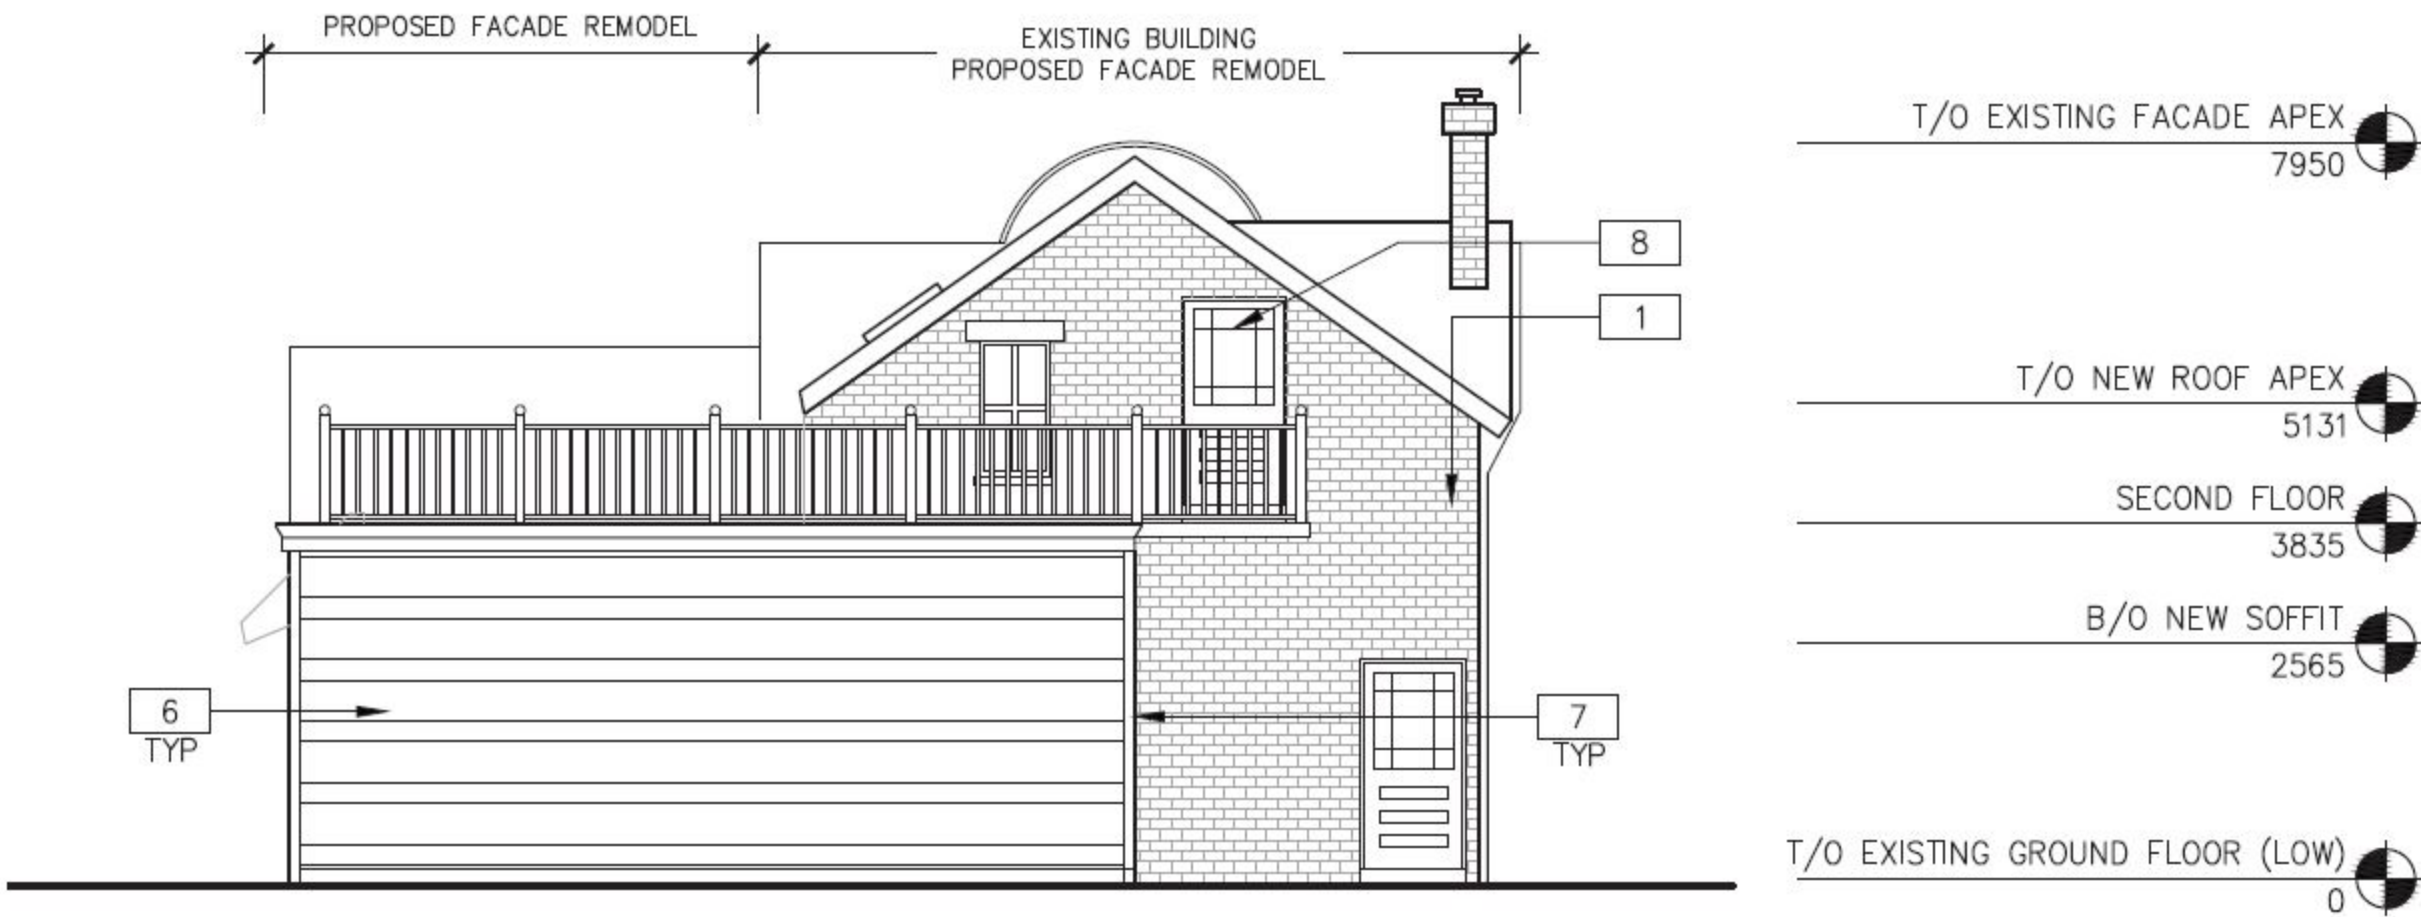 PROPOSED FACADE REMODEL
EXISTING BUILDING
PROPOSED FACADE REMODEL
T/O EXISTING FACADE APEX
7950
8
1
T/O NEW ROOF APEX
5131
SECOND FLOOR
3835
B/O NEW SOFFIT
2565
6
TYP
7
TYP
T/O EXISTING GROUND FLOOR (LOW)
0